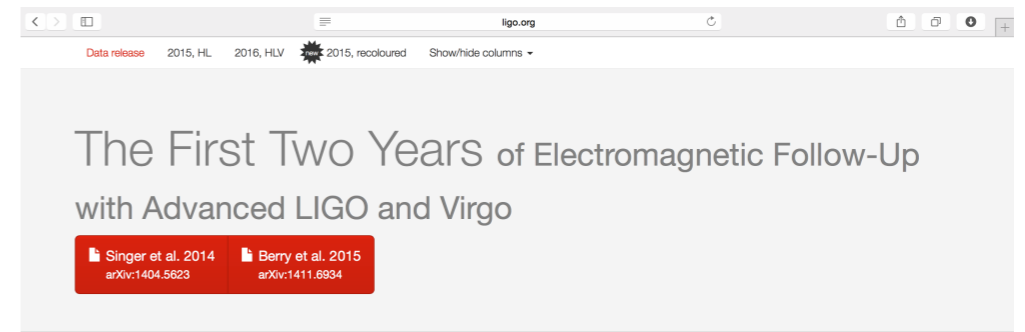 ligo.org
Data release 2015, HL 2016, HLV new 2015, recoloured Show/hide columns
The First Two Years of Electromagnetic Follow-Up
with Advanced LIGO and Virgo
Singer et al. 2014 Berry et al. 2015
arXiv:1404.5623 arXiv:1411.6934